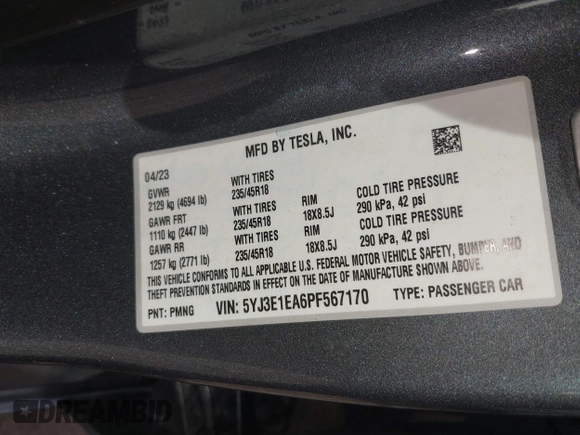 MFD BY TESLA, INC.
04/23
GVWR WITH TIRES
2129 kg (4694 lb) 235/45R18 RIM COLD TIRE PRESSURE
GAWR FRT WITH TIRES 18X8.5J 290 kPa, 42 psi
1110 kg (2447 lb) 235/45R18 RIM COLD TIRE PRESSURE
GAWR RR WITH TIRES 18X8.5J 290 kPa, 42 psi
1257 kg (2771 lb) 235/45R18
THIS VEHICLE CONFORMS TO ALL APPLICABLE U.S. FEDERAL MOTOR VEHICLE SAFETY, BUMPER, AND
THEFT PREVENTION STANDARDS IN EFFECT ON THE DATE OF MANUFACTURE SHOWN ABOVE.
PNT: PMNG VIN: 5YJ3E1EA6PF567170 TYPE: PASSENGER CAR
DREAMBID